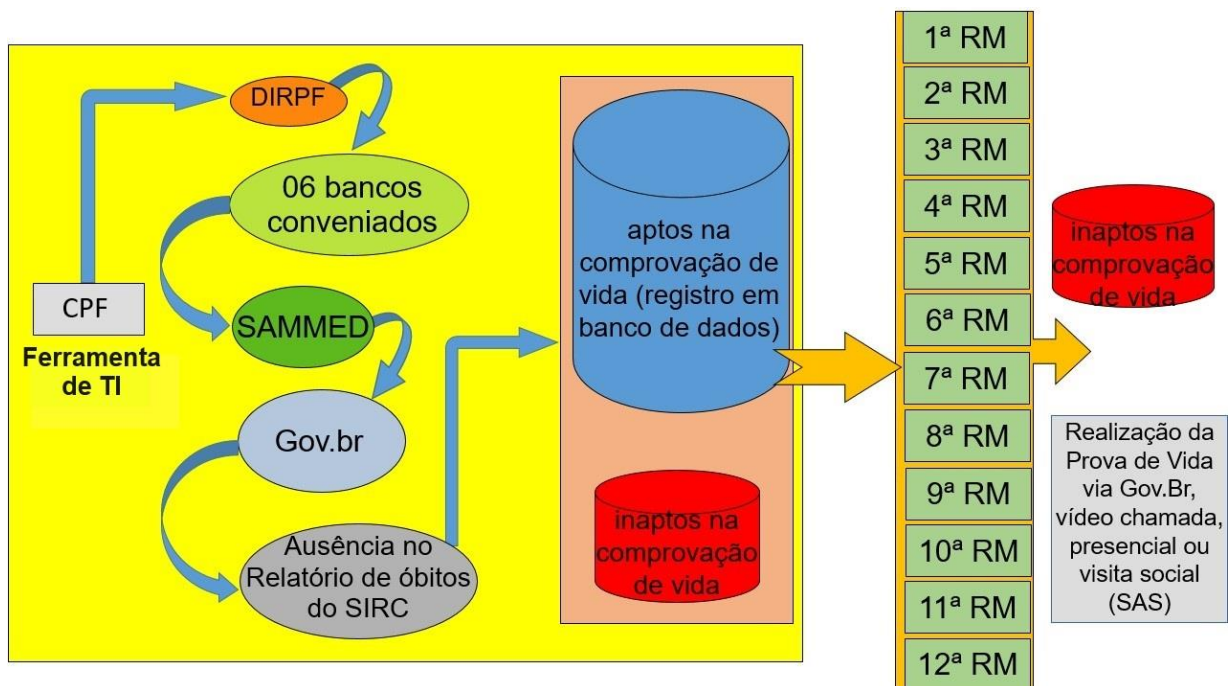 DIRPF
06 bancos
conveniados
CPF
Ferramenta
de TI
SAMMED
Gov.br
Ausência no
Relatório de óbitos
do SIRC
aptos na
comprovação de
vida (registro em
banco de dados)
inaptos na
comprovação
de vida
1ª RM
2ª RM
3ª RM
4ª RM
5ª RM
6ª RM
7ª RM
8ª RM
9ª RM
10ª RM
11ª RM
12ª RM
inaptos na
comprovação
de vida
Realização da
Prova de Vida
via Gov.Br,
vídeo chamada,
presencial ou
visita social
(SAS)